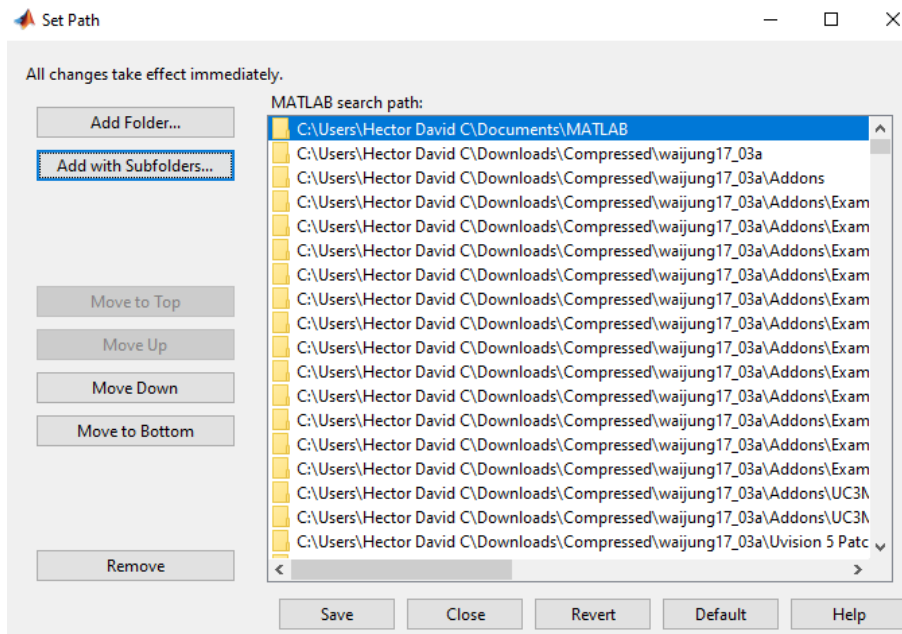 Set Path
All changes take effect immediately.
MATLAB search path:
Add Folder...
Add with Subfolders...
Move to Top
Move Up
Move Down
Move to Bottom
Remove
C:\Users\Hector David C\Documents\MATLAB
C:\Users\Hector David C\Downloads\Compressed\waijung17_03a
C:\Users\Hector David C\Downloads\Compressed\waijung17_03a\Addons
C:\Users\Hector David C\Downloads\Compressed\waijung17_03a\Addons\Exam
C:\Users\Hector David C\Downloads\Compressed\waijung17_03a\Addons\Exam
C:\Users\Hector David C\Downloads\Compressed\waijung17_03a\Addons\Exam
C:\Users\Hector David C\Downloads\Compressed\waijung17_03a\Addons\Exam
C:\Users\Hector David C\Downloads\Compressed\waijung17_03a\Addons\Exam
C:\Users\Hector David C\Downloads\Compressed\waijung17_03a\Addons\Exam
C:\Users\Hector David C\Downloads\Compressed\waijung17_03a\Addons\Exam
C:\Users\Hector David C\Downloads\Compressed\waijung17_03a\Addons\Exam
C:\Users\Hector David C\Downloads\Compressed\waijung17_03a\Addons\Exam
C:\Users\Hector David C\Downloads\Compressed\waijung17_03a\Addons\Exam
C:\Users\Hector David C\Downloads\Compressed\waijung17_03a\Addons\Exam
C:\Users\Hector David C\Downloads\Compressed\waijung17_03a\Addons\Exam
C:\Users\Hector David C\Downloads\Compressed\waijung17_03a\Addons\UC3M
C:\Users\Hector David C\Downloads\Compressed\waijung17_03a\Addons\UC3M
C:\Users\Hector David C\Downloads\Compressed\waijung17_03a\Uvision 5 Patc
Save
Close
Revert
Default
Help